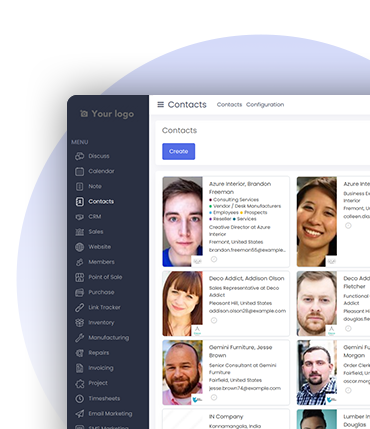 Your logo
Contacts
Contacts
Configuration
MENU
Discuss
Calendar
Note
Contacts
CRM
Sales
Website
Members
Point of Sale
Purchase
Link Tracker
Inventory
Manufacturing
Repairs
Invoicing
Project
Timesheets
Email Marketing
SMS Marketing
Contacts
Create
Azure Interior, Brandon
Freeman
Consulting Services
Vendor / Desk Manufacturers
Employees Prospects
Reseller Services
Creative Director at Azure
Interior
Fremont, United States
brandon.freeman55@example...
Azure Inte
Business Ex
Fremont, U
colleen.dia
Deco Addict, Addison Olson
Sales Representative at Deco
Addict
Pleasant Hill, United States
addison.olson28@example.com
Deco Add
Fletcher
Functional
Addict
Pleasant H
douglas.fle
Gemini Furniture, Jesse
Brown
Senior Consultant at Gemini
Furniture
Fairfield, United States
jesse.brown74@example.com
Gemini Fu
Morgan
Order Clerk
Fairfield, U
oscar.morg
IN Company
Kannamangala, India
Lumber In
Douglas